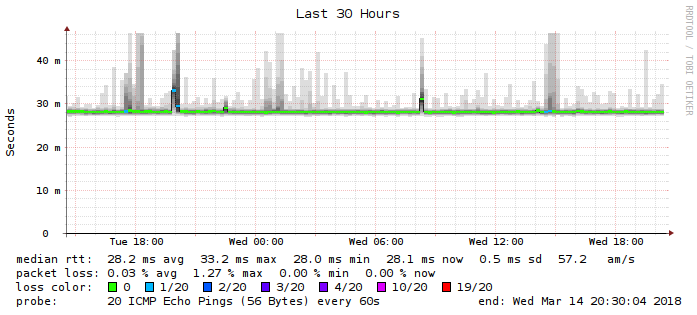 Last 30 Hours
RRDTOOL / TOBI OETIKER
Seconds
40 m
30 m
20 m
10 m
0
Tue 18:00 Wed 00:00 Wed 06:00 Wed 12:00 Wed 18:00
median rtt: 28.2 ms avg 33.2 ms max 28.0 ms min 28.1 ms now 0.5 ms sd 57.2 am/s
packet loss: 0.03 % avg 1.27 % max 0.00 % min 0.00 % now
loss color: 0 1/20 2/20 3/20 4/20 10/20 19/20
probe: 20 ICMP Echo Pings (56 Bytes) every 60s end: Wed Mar 14 20:30:04 2018